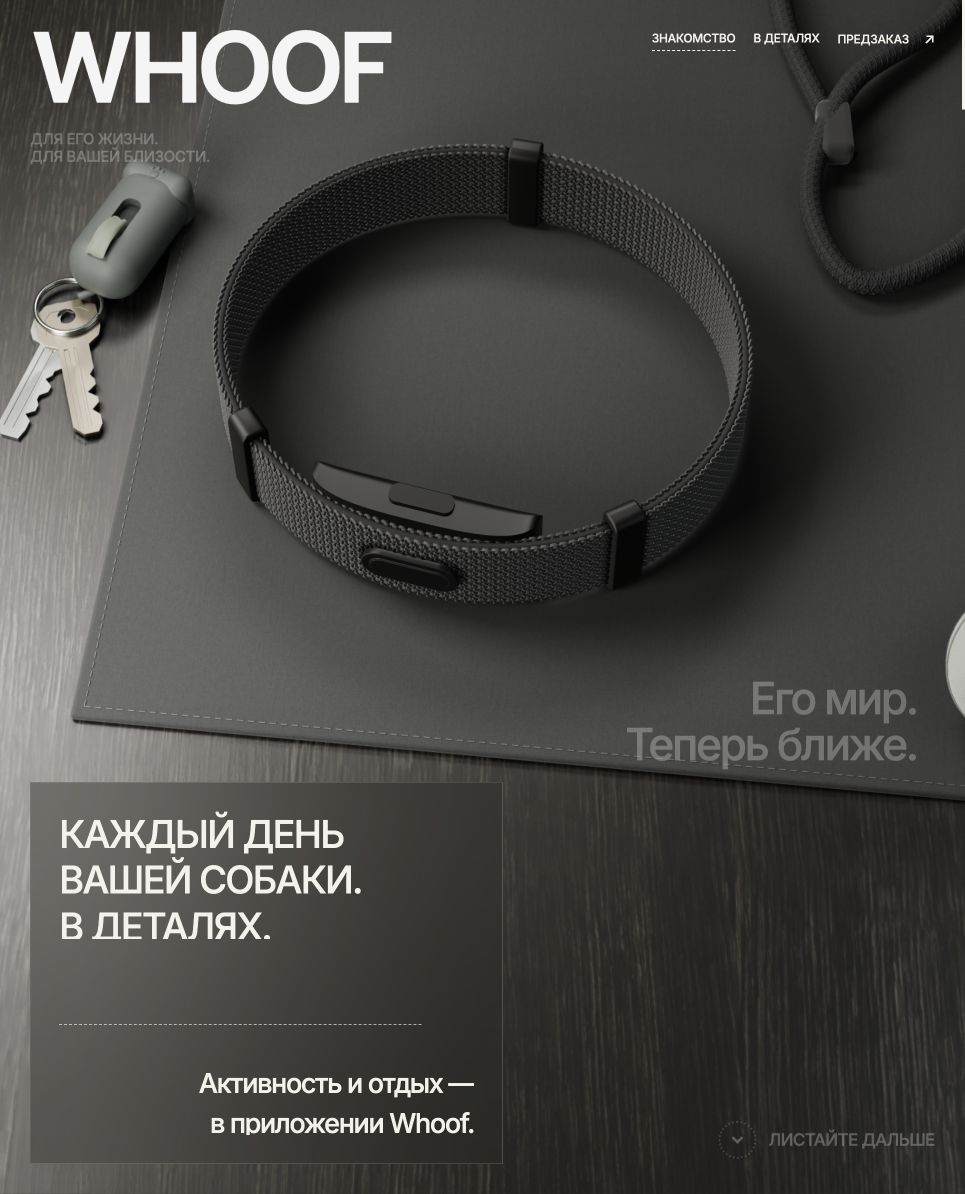 WHOOF
ЗНАКОМСТВО
В ДЕТАЛЯХ
ПРЕДЗАКАЗ
ДЛЯ ЕГО ЖИЗНИ.
ДЛЯ ВАШЕЙ БЛИЗОСТИ.
Его мир.
Теперь ближе.
КАЖДЫЙ ДЕНЬ
ВАШЕЙ СОБАКИ.
В ДЕТАЛЯХ.
Активность и отдых —
в приложении Whoof.
ЛИСТАЙТЕ ДАЛЬШЕ